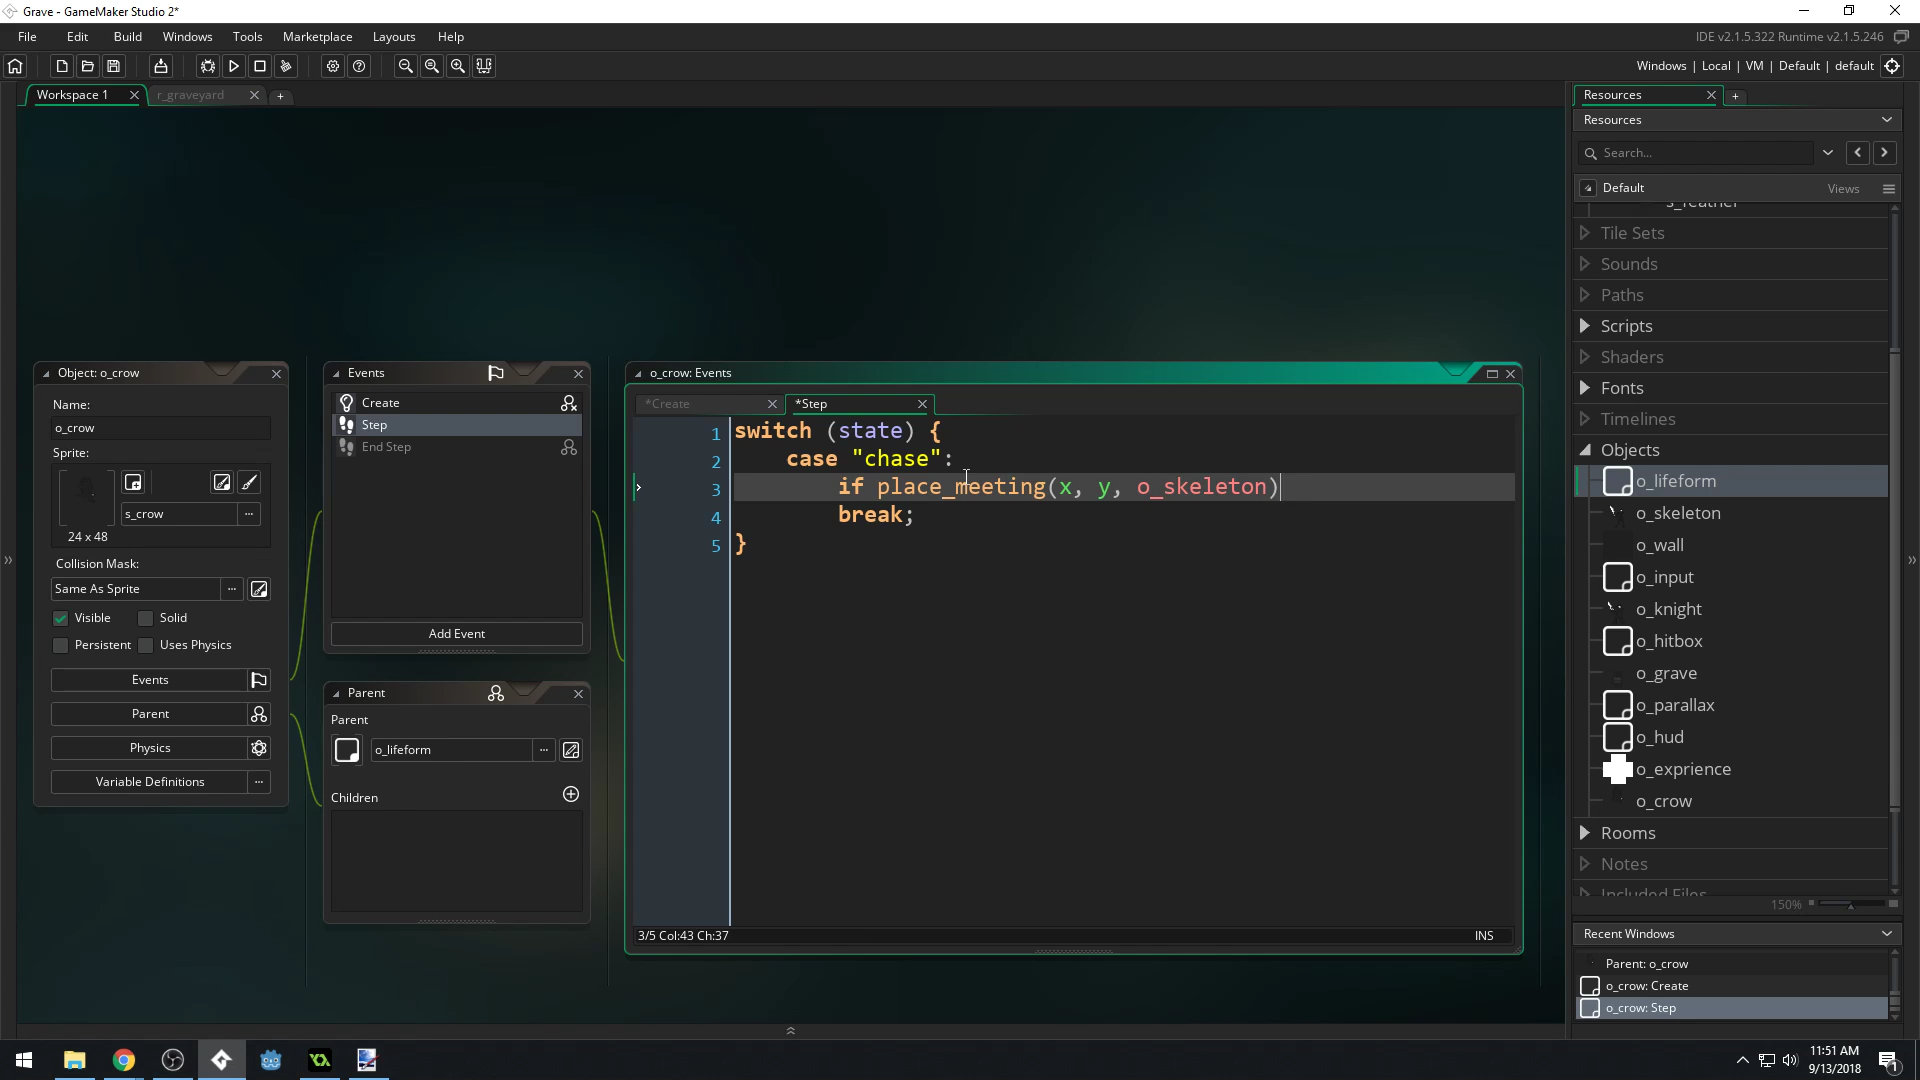 Grave - GameMaker Studio 2*
File Edit Build Windows Tools Marketplace Layouts Help
IDE v2.1.5.322 Runtime v2.1.5.246
Windows | Local | VM | Default | default
Workspace 1
r_graveyard
Resources
Resources
Search...
Default
Views
s_feather
Tile Sets
Sounds
Paths
Scripts
Shaders
Fonts
Timelines
Objects
o_lifeform
o_skeleton
o_wall
o_input
o_knight
o_hitbox
o_grave
o_parallax
o_hud
o_exprience
o_crow
Rooms
Notes
Included Files
150%
Recent Windows
Parent: o_crow
o_crow: Create
o_crow: Step
Object: o_crow
Name:
o_crow
Sprite:
s_crow
24 x 48
Collision Mask:
Same As Sprite
Visible
Solid
Persistent
Uses Physics
Events
Parent
Physics
Variable Definitions
Events
Create
Step
End Step
Add Event
Parent
Parent
o_lifeform
Children
o_crow: Events
*Create
*Step
1 switch (state) {
2 case "chase":
3 if place_meeting(x, y, o_skeleton)
4 break;
5 }
3/5 Col:43 Ch:37
INS
11:51 AM
9/13/2018
1